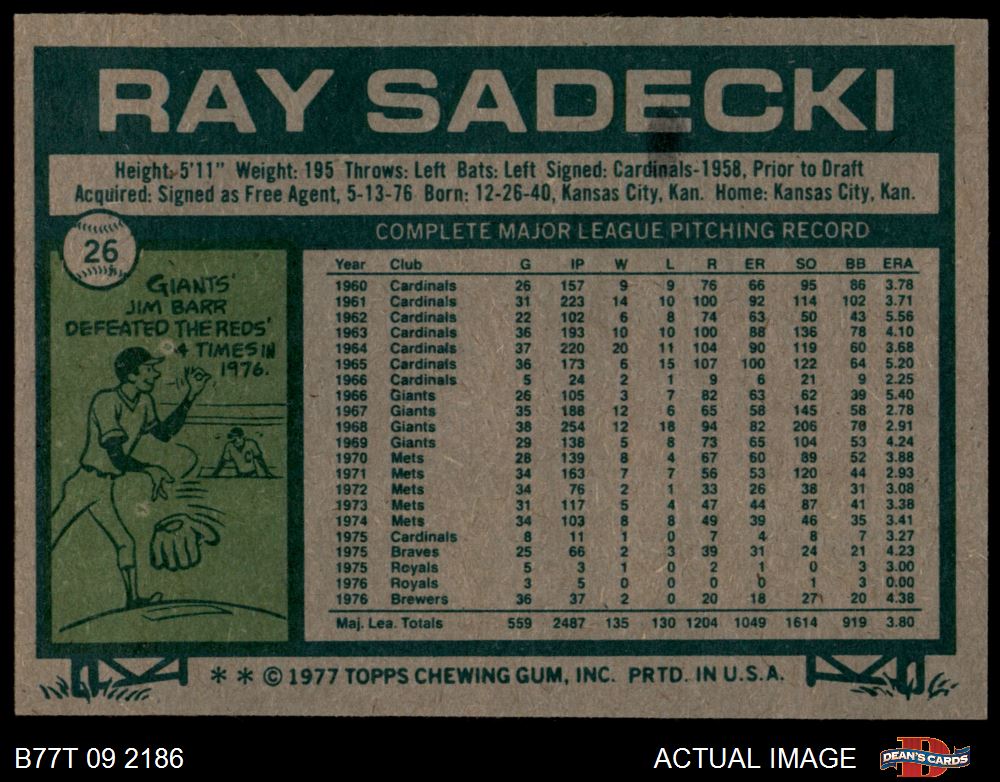 RAY SADECKI
Height: 5'11" Weight: 195 Throws: Left Bats: Left Signed: Cardinals-1958, Prior to Draft
Acquired: Signed as Free Agent, 5-13-76 Born: 12-26-40, Kansas City, Kan. Home: Kansas City, Kan.
26
GIANTS'
JIM BARR
DEFEATED THE REDS'
4 TIMES IN
1976.
COMPLETE MAJOR LEAGUE PITCHING RECORD
Year Club G IP W L R ER SO BB ERA
1960 Cardinals 26 157 9 9 76 66 95 86 3.78
1961 Cardinals 31 223 14 10 100 92 114 102 3.71
1962 Cardinals 22 102 6 8 74 63 50 43 5.56
1963 Cardinals 36 193 10 10 100 88 136 78 4.10
1964 Cardinals 37 220 20 11 104 90 119 60 3.68
1965 Cardinals 36 173 6 15 107 100 122 64 5.20
1966 Cardinals 5 24 2 1 9 6 21 9 2.25
1966 Giants 26 105 3 7 82 63 62 39 5.40
1967 Giants 35 188 12 6 65 58 145 58 2.78
1968 Giants 38 254 12 18 94 82 206 70 2.91
1969 Giants 29 138 5 8 73 65 104 53 4.24
1970 Mets 28 139 8 4 67 60 89 52 3.88
1971 Mets 34 163 7 7 56 53 120 44 2.93
1972 Mets 34 76 2 1 33 26 38 31 3.08
1973 Mets 31 117 5 4 47 44 87 41 3.38
1974 Mets 34 103 8 8 49 39 46 35 3.41
1975 Cardinals 8 11 1 0 7 4 8 7 3.27
1975 Braves 25 66 2 3 39 31 24 21 4.23
1975 Royals 5 3 1 0 2 1 0 3 3.00
1976 Royals 3 5 0 0 0 0 1 3 0.00
1976 Brewers 36 37 2 0 20 18 27 20 4.38
Maj. Lea. Totals 559 2487 135 130 1204 1049 1614 919 3.80
* * © 1977 TOPPS CHEWING GUM, INC. PRTD. IN U.S.A.
B77T 09 2186
ACTUAL IMAGE
DEAN'S CARDS